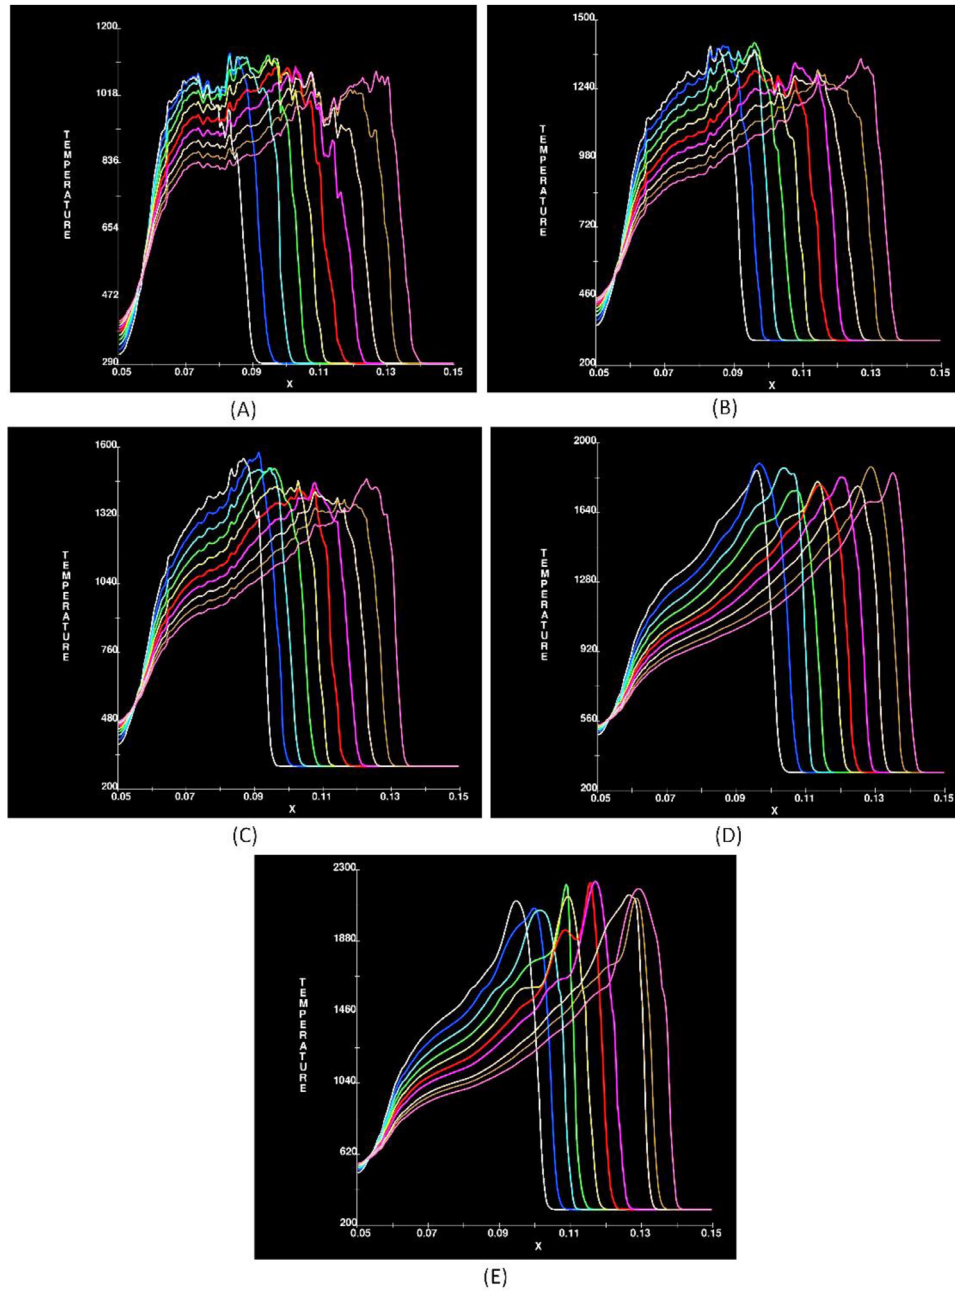 1200
1018
836
654
472
290
TEMPERATURE
0.05 0.07 0.09 0.11 0.13 0.15
X
(A)
1500
1240
980
720
460
200
TEMPERATURE
0.05 0.07 0.09 0.11 0.13 0.15
X
(B)
1600
1320
1040
760
480
200
TEMPERATURE
0.05 0.07 0.09 0.11 0.13 0.15
X
(C)
2000
1640
1280
920
560
200
TEMPERATURE
0.05 0.07 0.09 0.11 0.13 0.15
X
(D)
2300
1880
1460
1040
620
200
TEMPERATURE
0.05 0.07 0.09 0.11 0.13 0.15
X
(E)